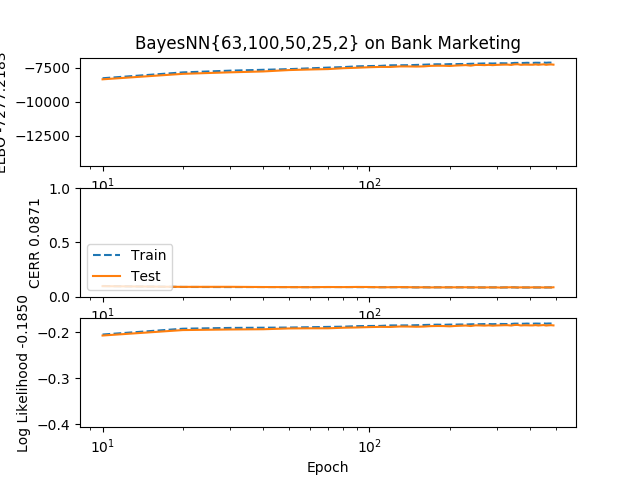 BayesNN{63,100,50,25,2} on Bank Marketing
ELBO -7277.2183
−7500
−10000
−12500
10¹ 10²
CERR 0.0871
1.0
0.5
0.0
Train
Test
10¹ 10²
Log Likelihood -0.1850
−0.2
−0.3
−0.4
10¹ 10²
Epoch